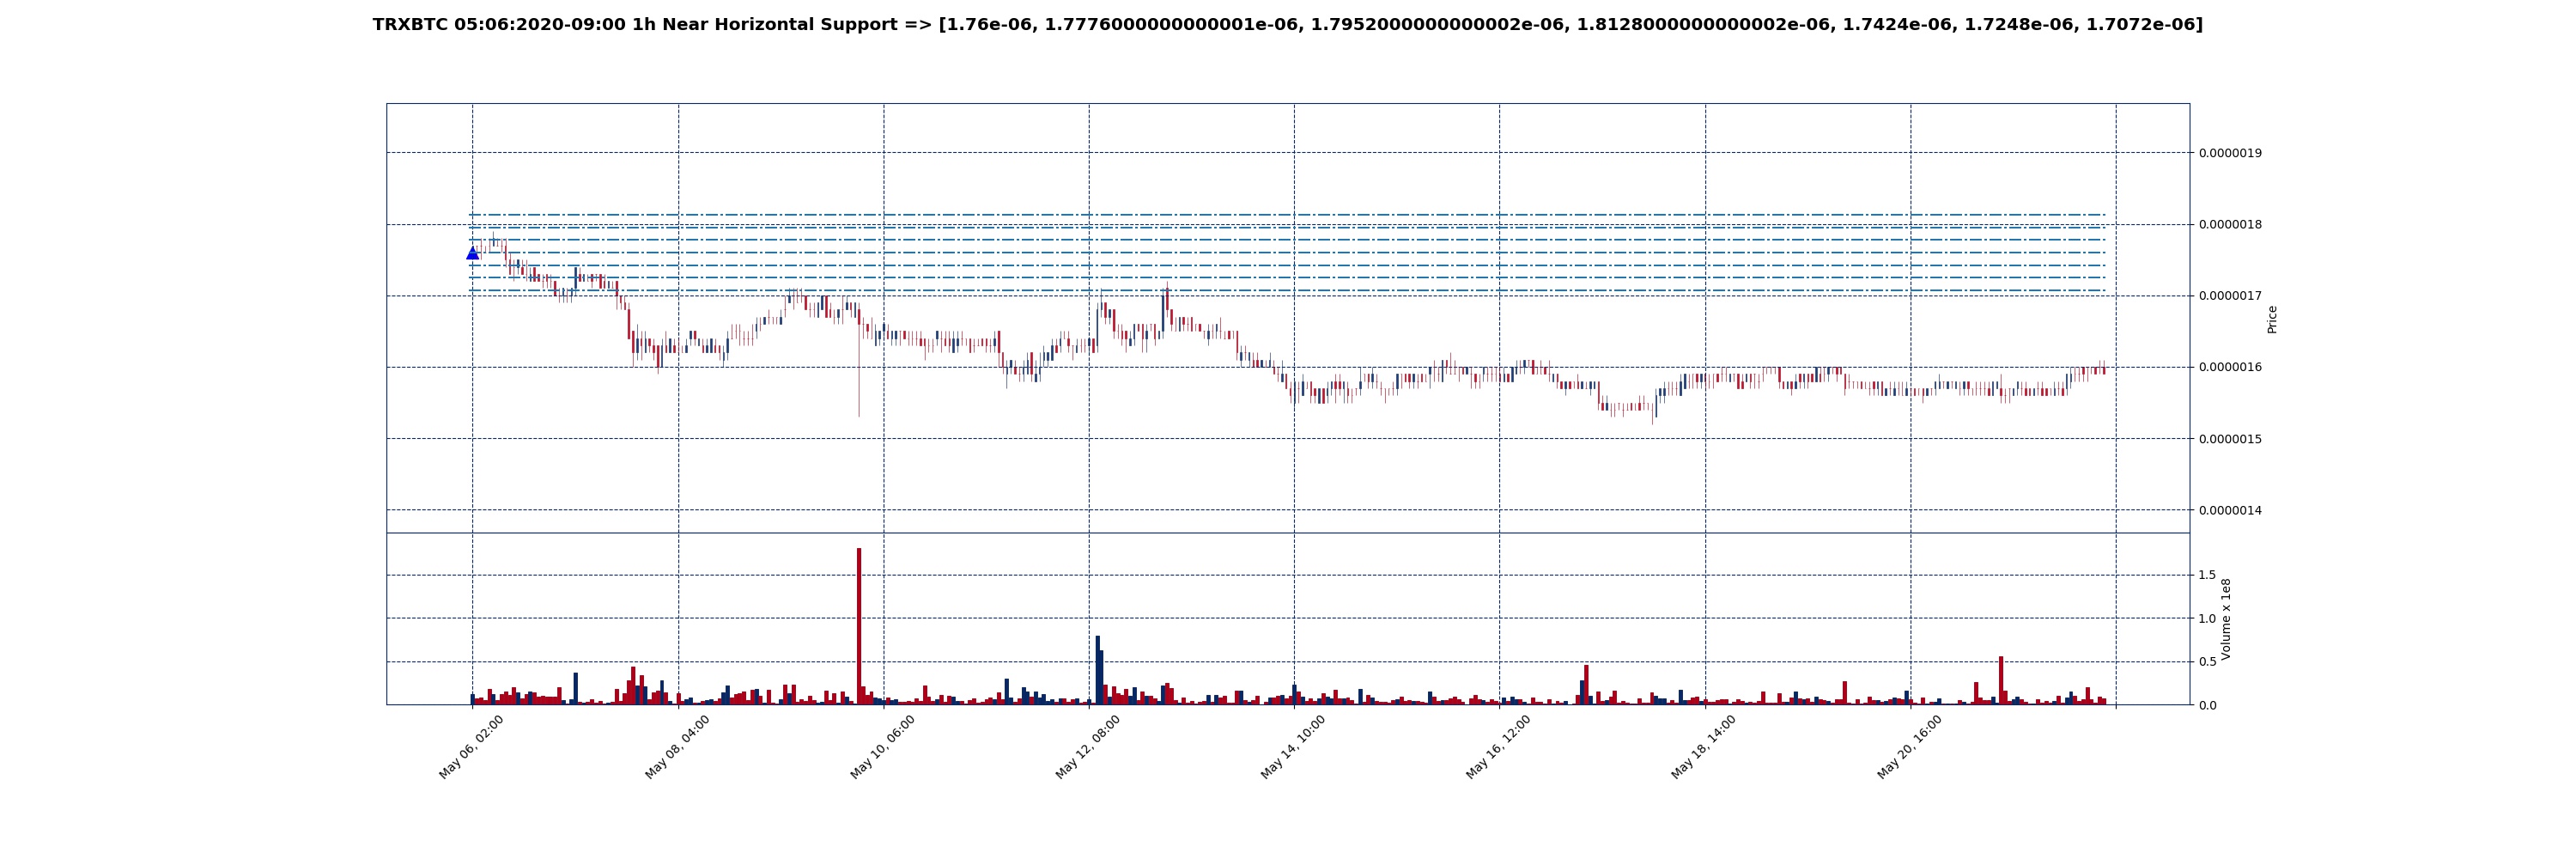 TRXBTC 05:06:2020-09:00 1h Near Horizontal Support => [1.76e-06, 1.7776000000000001e-06, 1.7952000000000002e-06, 1.8128000000000002e-06, 1.7424e-06, 1.7248e-06, 1.7072e-06]
0.0000019
0.0000018
0.0000017
0.0000016
0.0000015
0.0000014
Price
1.5
1.0
0.5
0.0
Volume x 1e8
May 06, 02:00
May 08, 04:00
May 10, 06:00
May 12, 08:00
May 14, 10:00
May 16, 12:00
May 18, 14:00
May 20, 16:00